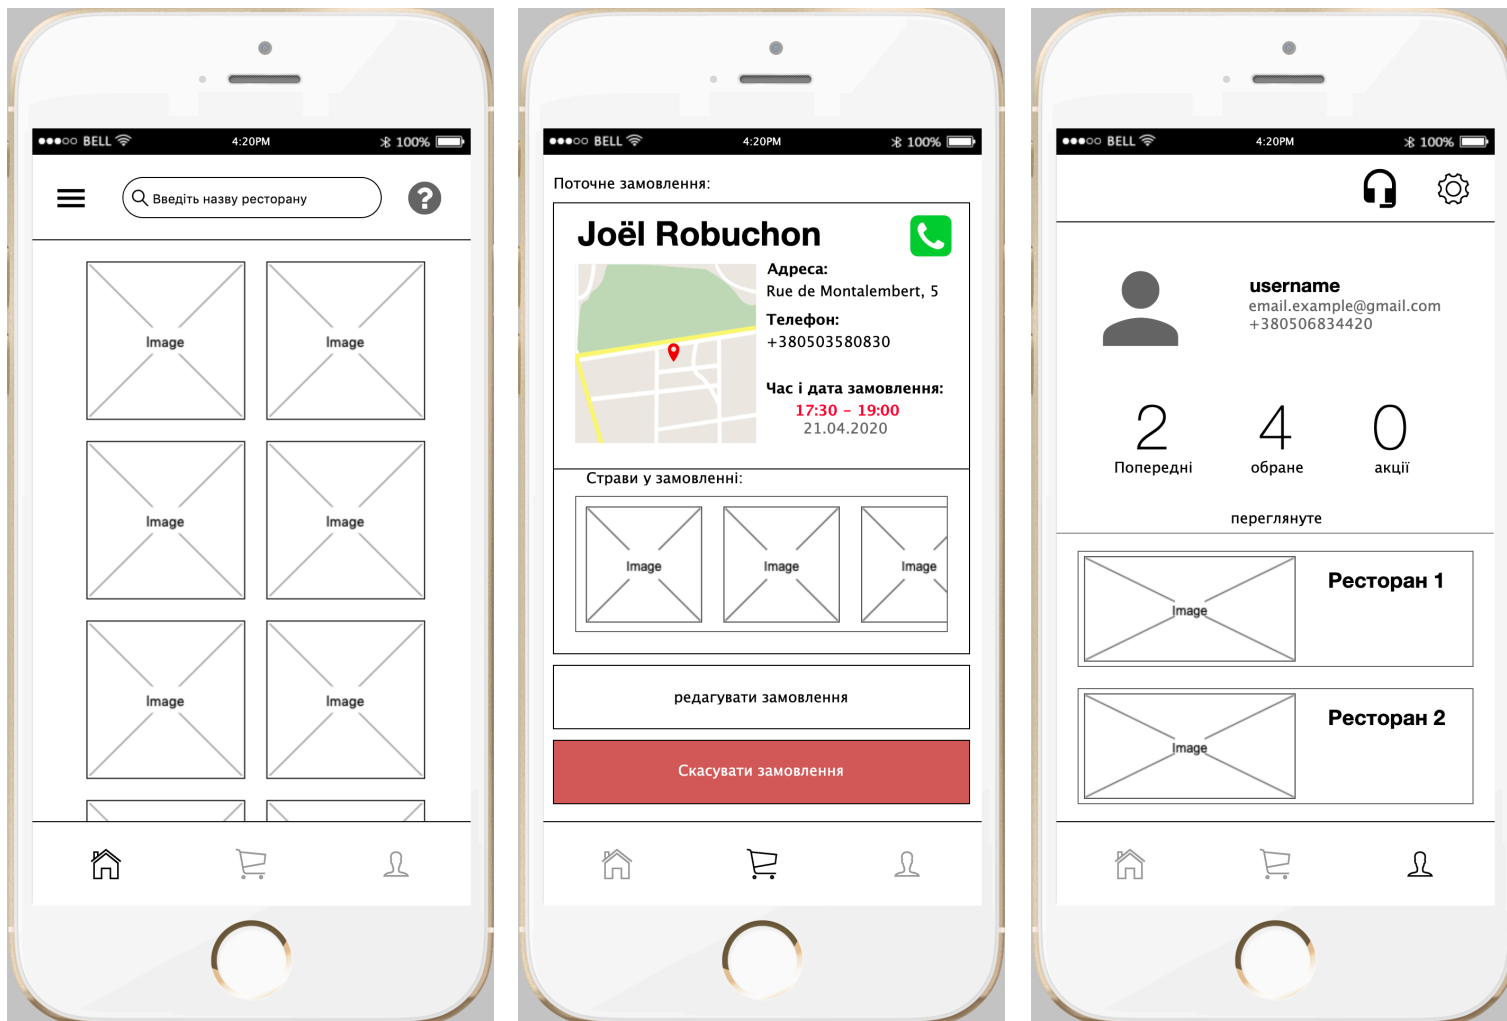 BELL 4:20PM 100%
Введіть назву ресторану ?
Image Image
Image Image
Image Image
BELL 4:20PM 100%
Поточне замовлення:
Joël Robuchon
Адреса:
Rue de Montalembert, 5
Телефон:
+380503580830
Час і дата замовлення:
17:30 - 19:00
21.04.2020
Страви у замовленні:
Image Image Image
редагувати замовлення
Скасувати замовлення
BELL 4:20PM 100%
username
email.example@gmail.com
+380506834420
2 4 0
Попередні обране акції
переглянуте
Image Ресторан 1
Image Ресторан 2